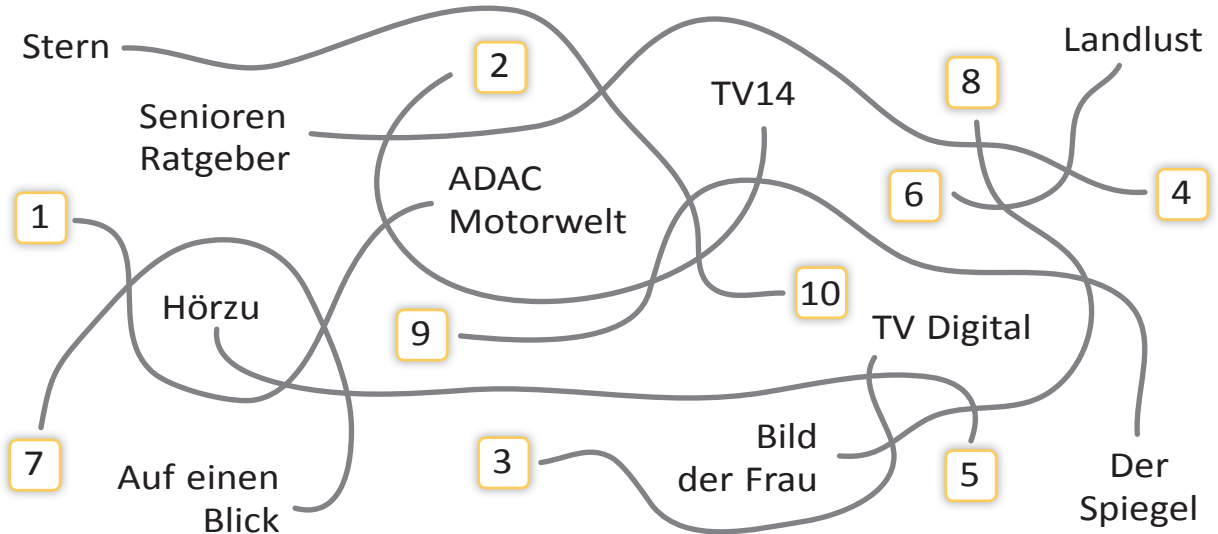 Stern
2
Landlust
8
TV14
Senioren
Ratgeber
ADAC
Motorwelt
6
4
1
Hörzu
10
9
TV Digital
Bild
der Frau
3
5
7
Auf einen
Blick
Der
Spiegel